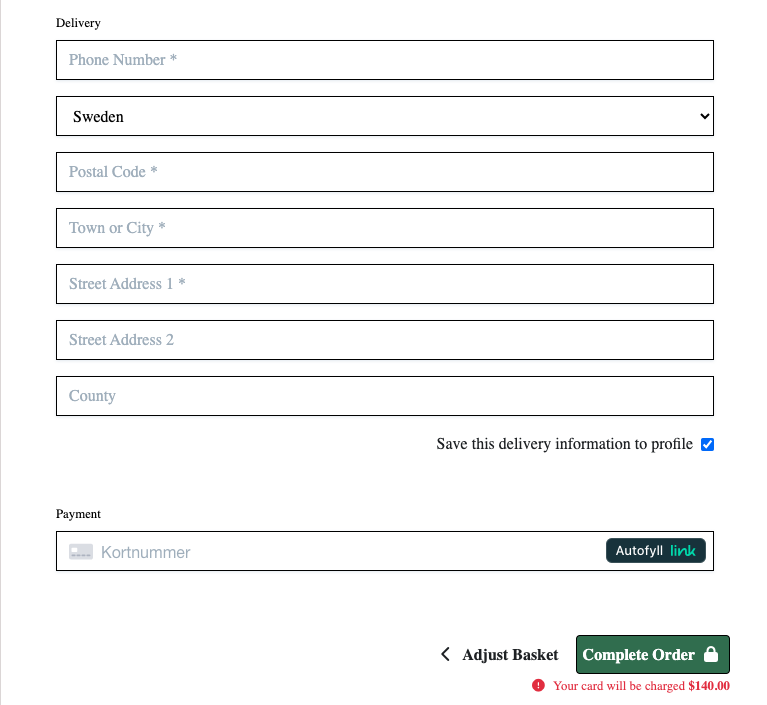 Delivery
Phone Number *
Sweden
Postal Code *
Town or City *
Street Address 1 *
Street Address 2
County
Save this delivery information to profile
Payment
Kortnummer Autofyll link
Adjust Basket Complete Order
Your card will be charged $140.00